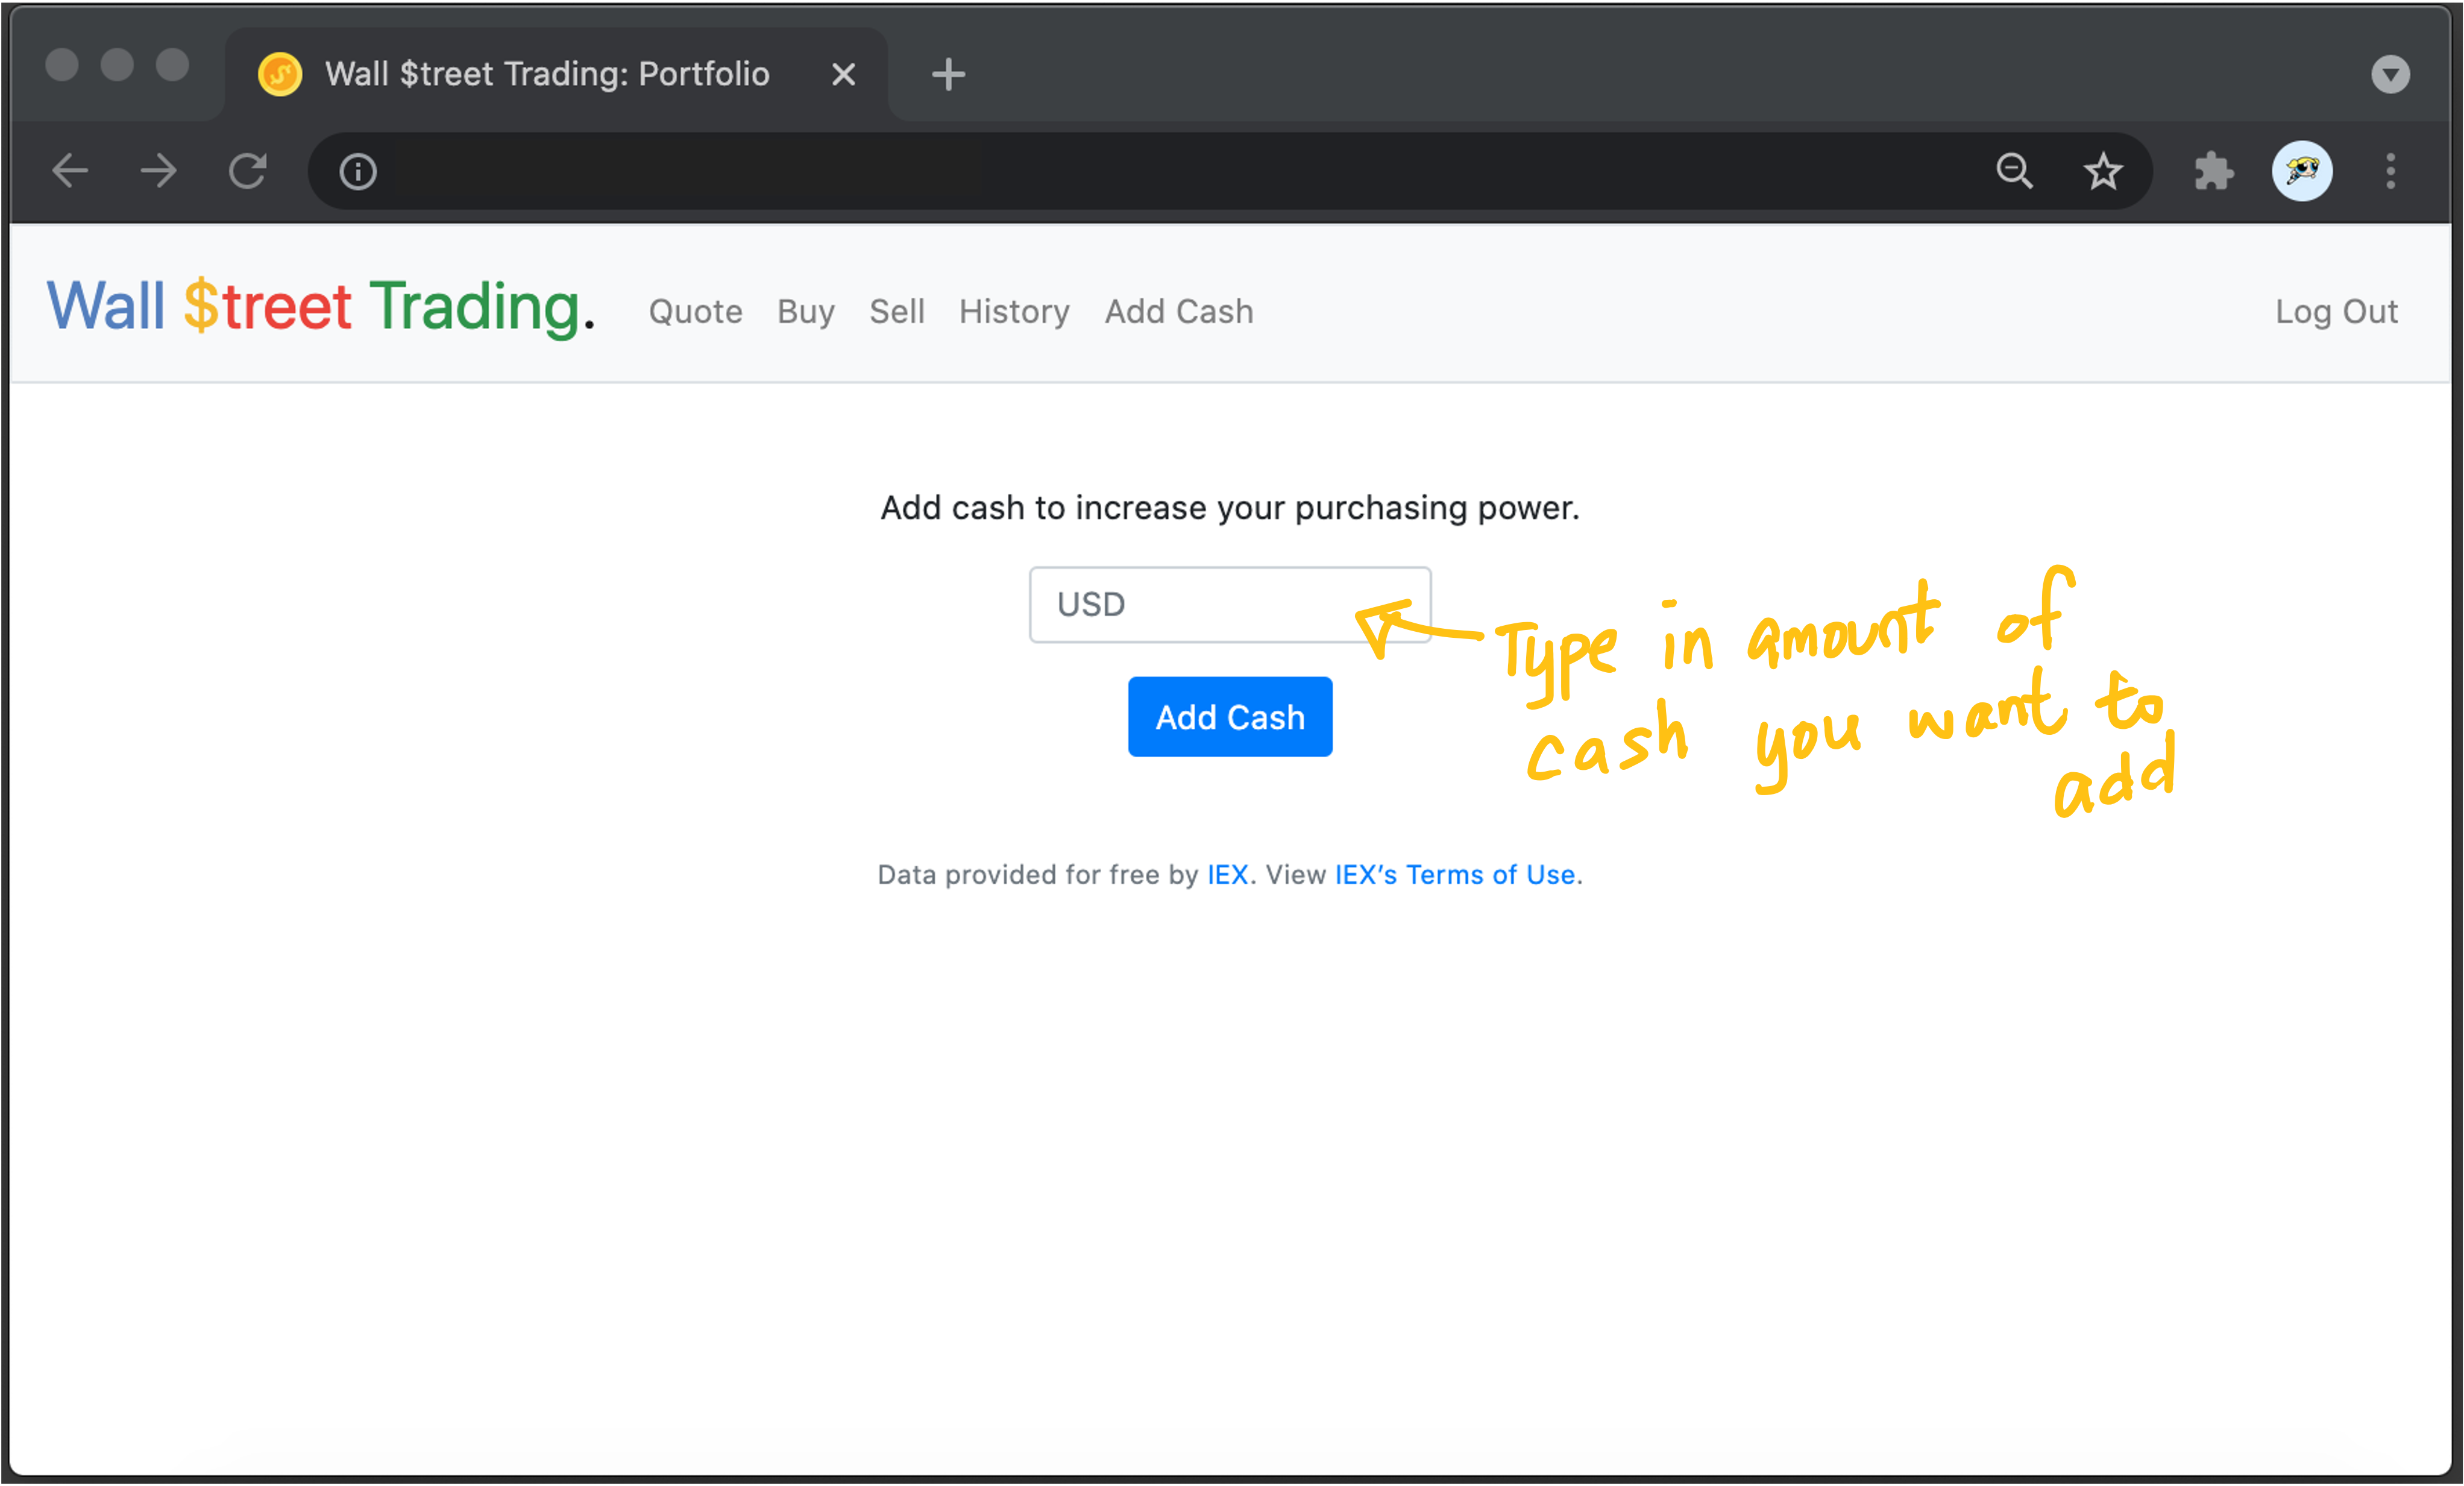 Wall $treet Trading: Portfolio
Wall $treet Trading. Quote Buy Sell History Add Cash Log Out
Add cash to increase your purchasing power.
USD
Type in amount of
cash you want to
add
Add Cash
Data provided for free by IEX. View IEX’s Terms of Use.